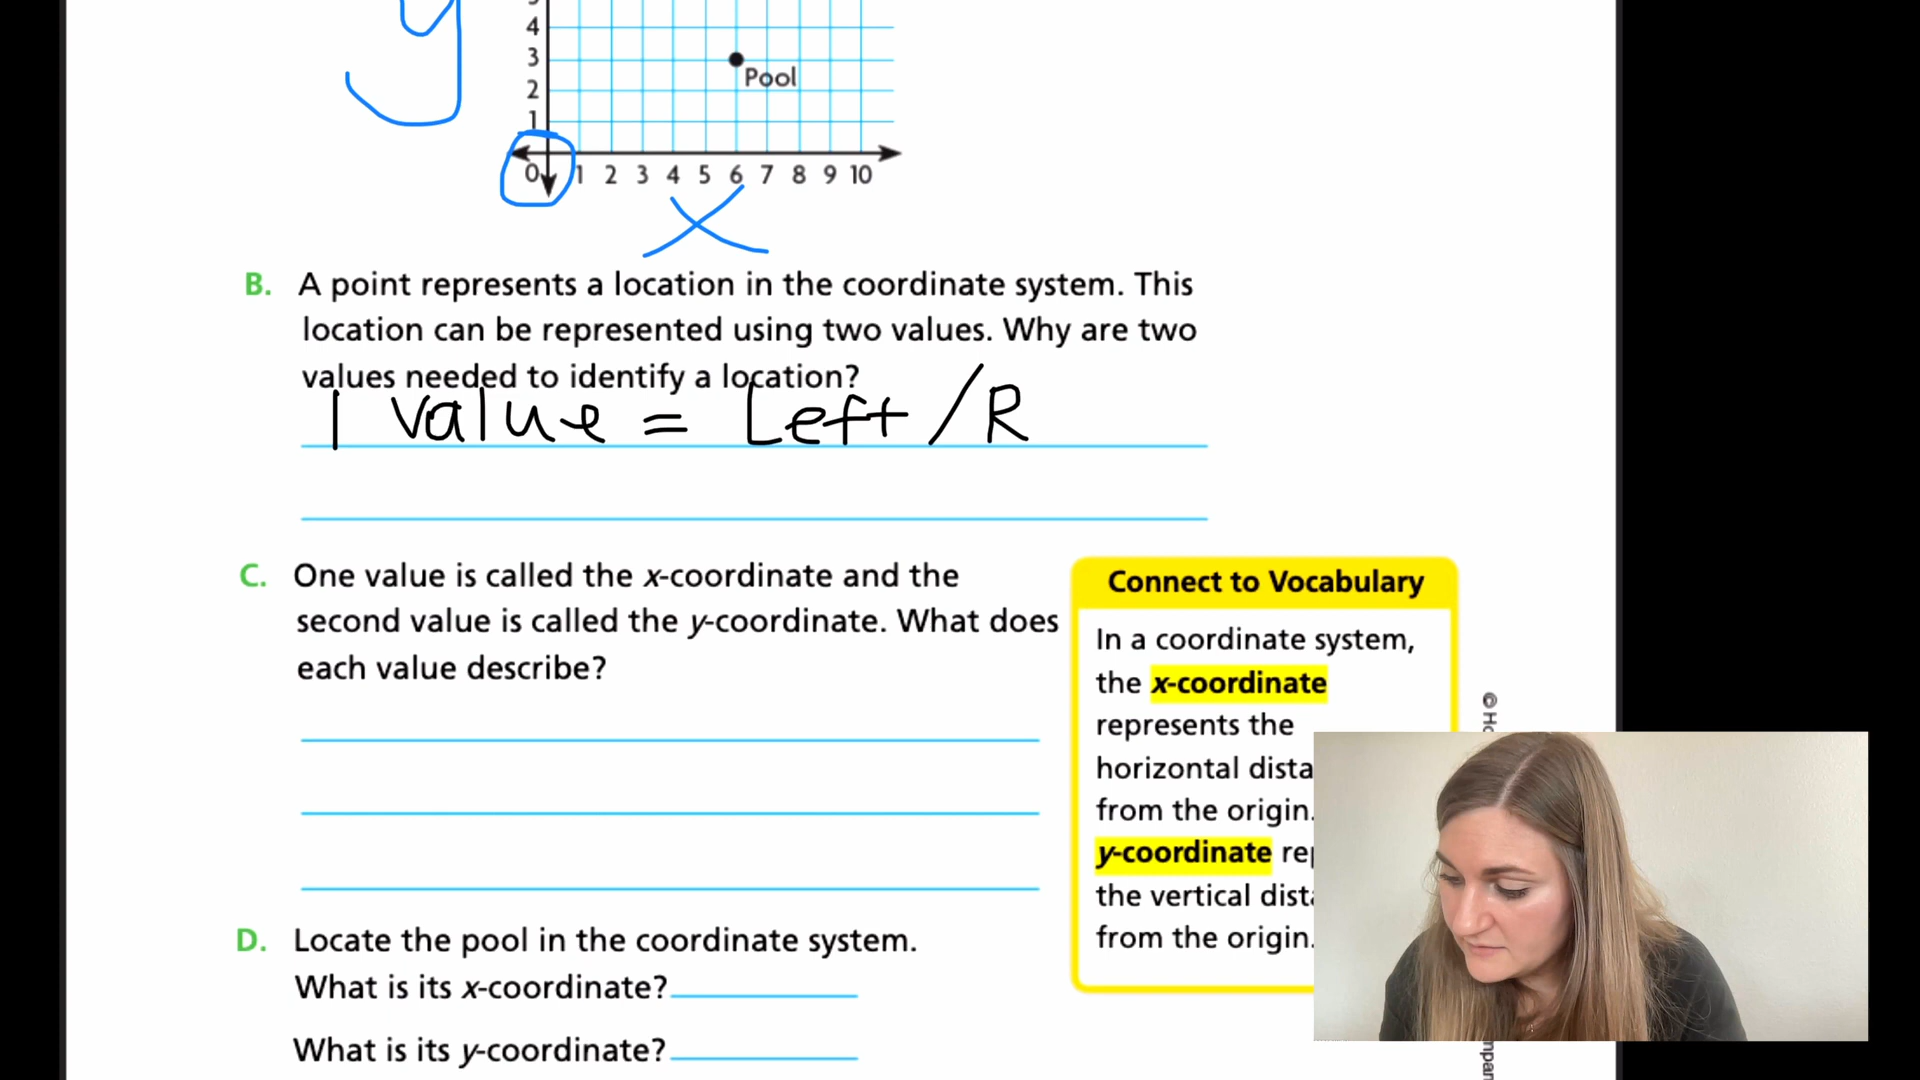 y
4
3
Pool
2
1
0 1 2 3 4 5 6 7 8 9 10
x
B. A point represents a location in the coordinate system. This
location can be represented using two values. Why are two
values needed to identify a location?
1 value = Left / R
C. One value is called the x-coordinate and the
second value is called the y-coordinate. What does
each value describe?
Connect to Vocabulary
In a coordinate system,
the x-coordinate
represents the
horizontal dista
from the origin.
y-coordinate re
the vertical dist
from the origin.
D. Locate the pool in the coordinate system.
What is its x-coordinate?
What is its y-coordinate?
© Ho
mpan